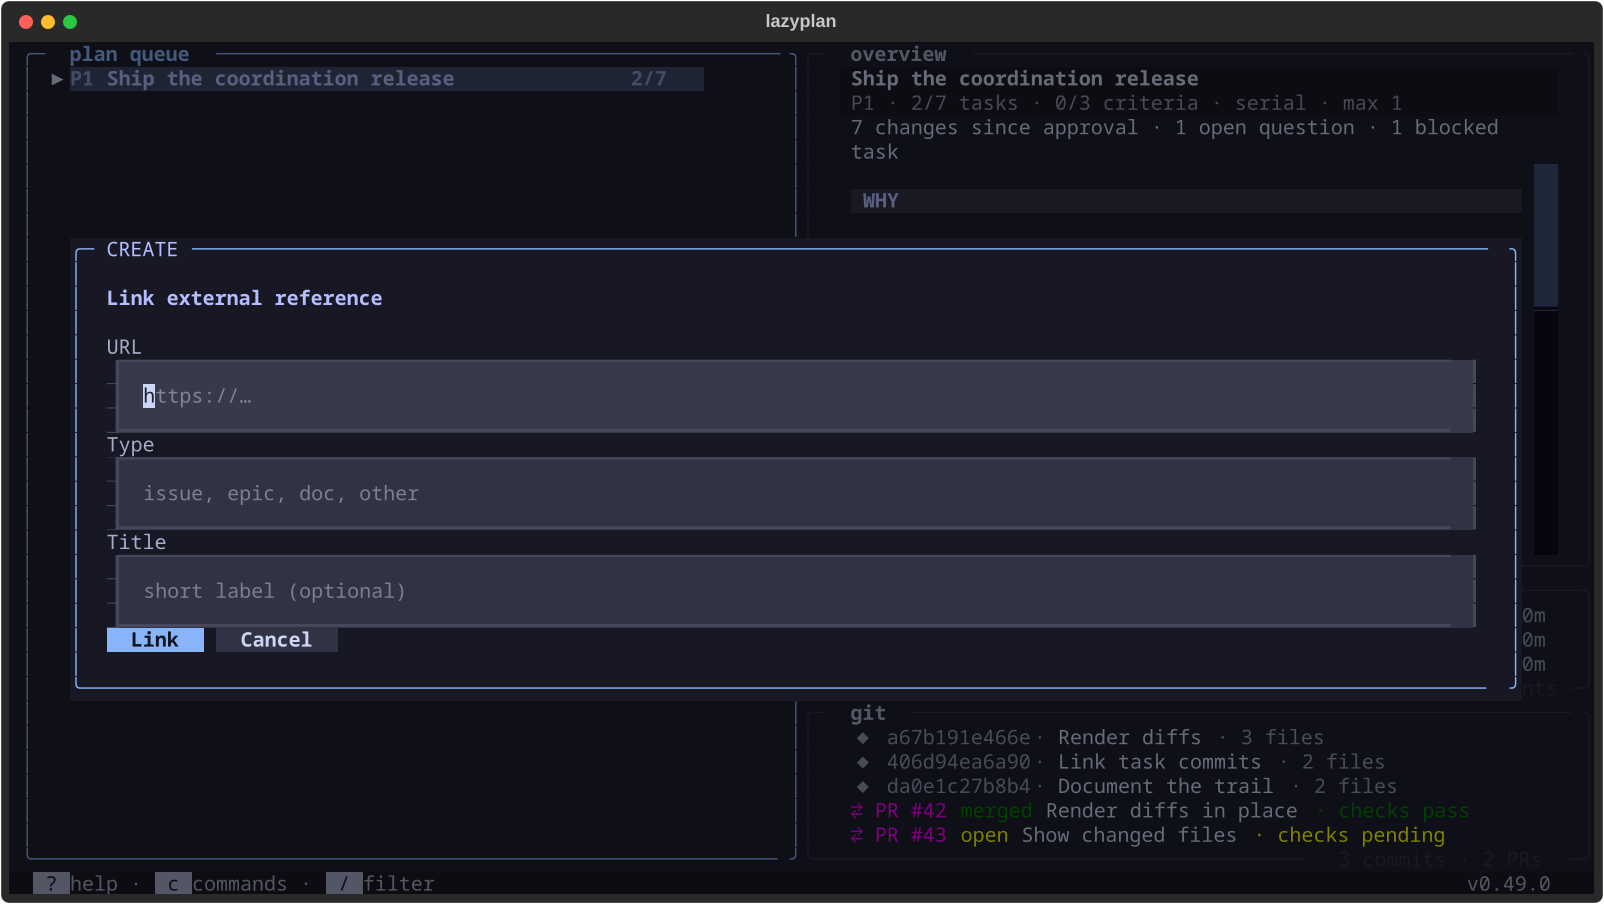 lazyplan
plan queue
▶ P1 Ship the coordination release 2/7
overview
Ship the coordination release
P1 · 2/7 tasks · 0/3 criteria · serial · max 1
7 changes since approval · 1 open question · 1 blocked
task
WHY
CREATE
Link external reference
URL
https://…
Type
issue, epic, doc, other
Title
short label (optional)
Link Cancel
0m
0m
0m
nts
git
◆ a67b191e466e · Render diffs · 3 files
◆ 406d94ea6a90 · Link task commits · 2 files
◆ da0e1c27b8b4 · Document the trail · 2 files
⇄ PR #42 merged Render diffs in place · checks pass
⇄ PR #43 open Show changed files · checks pending
3 commits · 2 PRs
? help · c commands · / filter
v0.49.0